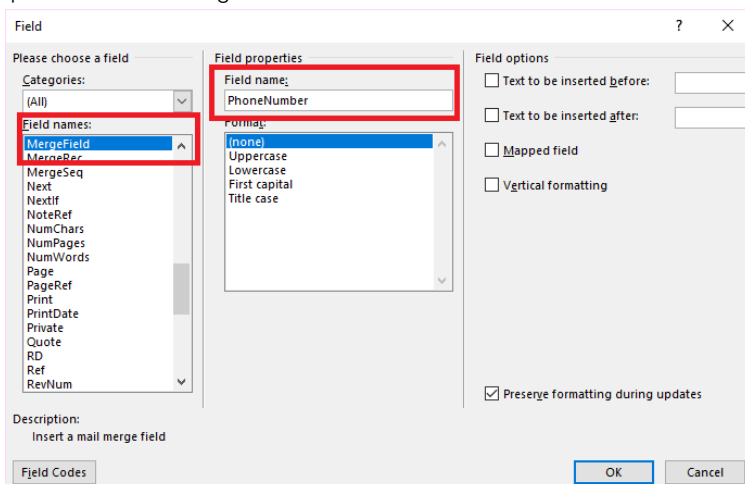 Field ? ×
Please choose a field
Categories:
(All)
Field names:
MergeField
MergeRec
MergeSeq
Next
NextIf
NoteRef
NumChars
NumPages
NumWords
Page
PageRef
Print
PrintDate
Private
Quote
RD
Ref
RevNum
Field properties
Field name:
PhoneNumber
Format:
(none)
Uppercase
Lowercase
First capital
Title case
Field options
Text to be inserted before:
Text to be inserted after:
Mapped field
Vertical formatting
Preserve formatting during updates
Description:
Insert a mail merge field
Field Codes
OK
Cancel